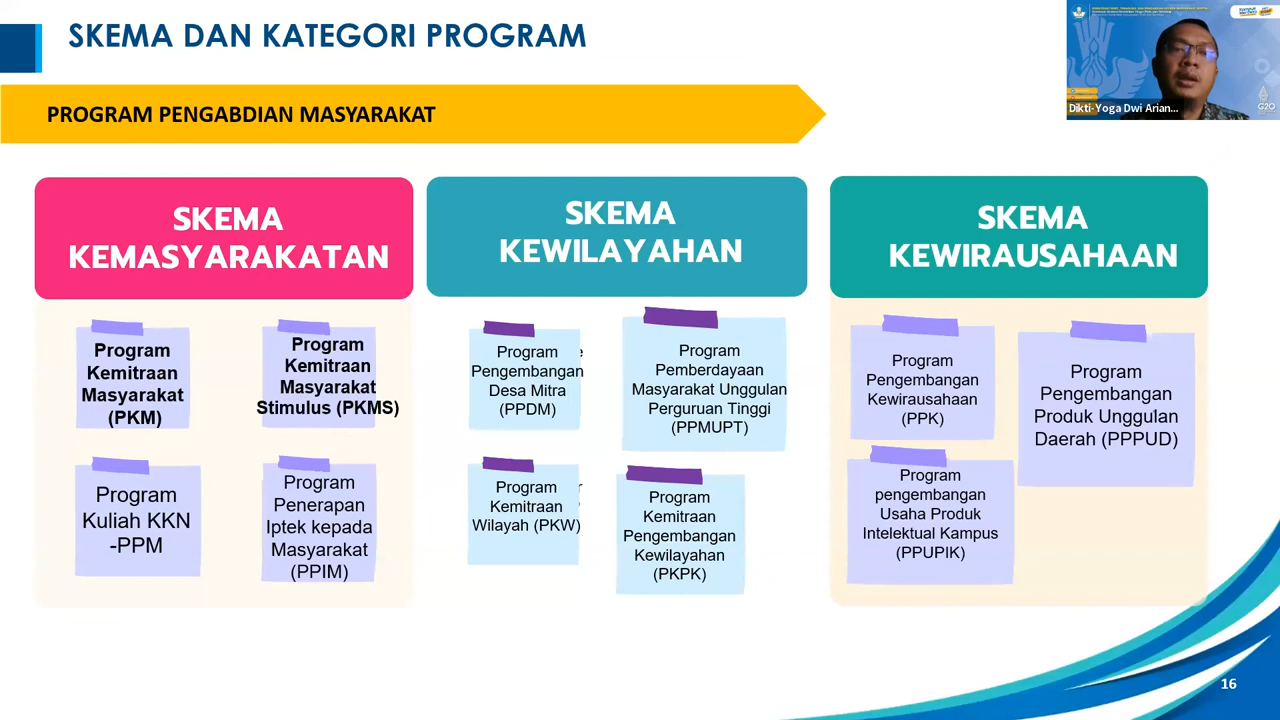 SKEMA DAN KATEGORI PROGRAM
PROGRAM PENGABDIAN MASYARAKAT
Dikti-Yoga Dwi Arian...
G20
SKEMA
KEMASYARAKATAN
Program
Kemitraan
Masyarakat
(PKM)
Program
Kemitraan
Masyarakat
Stimulus (PKMS)
Program
Kuliah KKN
-PPM
Program
Penerapan
Iptek kepada
Masyarakat
(PPIM)
SKEMA
KEWILAYAHAN
Program
Pengembangan
Desa Mitra
(PPDM)
Program
Pemberdayaan
Masyarakat Unggulan
Perguruan Tinggi
(PPMUPT)
Program
Kemitraan
Wilayah (PKW)
Program
Kemitraan
Pengembangan
Kewilayahan
(PKPK)
SKEMA
KEWIRAUSAHAAN
Program
Pengembangan
Kewirausahaan
(PPK)
Program
Pengembangan
Produk Unggulan
Daerah (PPPUD)
Program
pengembangan
Usaha Produk
Intelektual Kampus
(PPUPIK)
16